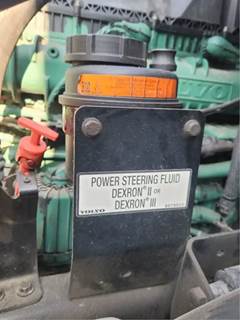 POWER STEERING FLUID
DEXRON® II OR
DEXRON® III
VOLVO